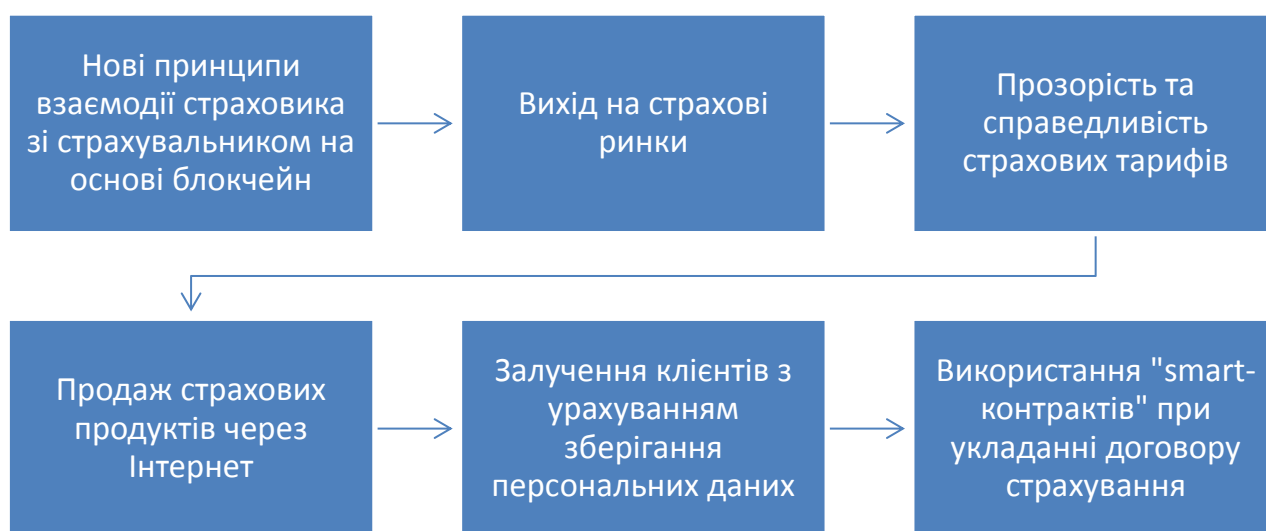 Нові принципи
взаємодії страховика
зі страхувальником на
основі блокчейн
Вихід на страхові
ринки
Прозорість та
справедливість
страхових тарифів
Продаж страхових
продуктів через
Інтернет
Залучення клієнтів з
урахуванням
зберігання
персональних даних
Використання "smart-
контрактів" при
укладанні договору
страхування